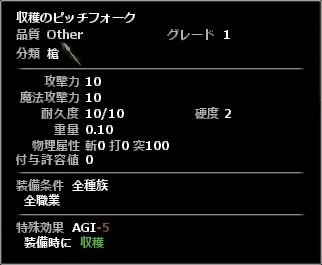 収穫のピッチフォーク
品質 Other グレード 1
分類 槍
攻撃力 10
魔法攻撃力 10
耐久度 10/10 硬度 2
重量 0.10
物理属性 斬0 打0 突100
付与許容値 0
装備条件 全種族
全職業
特殊効果 AGI-5
装備時に 収穫